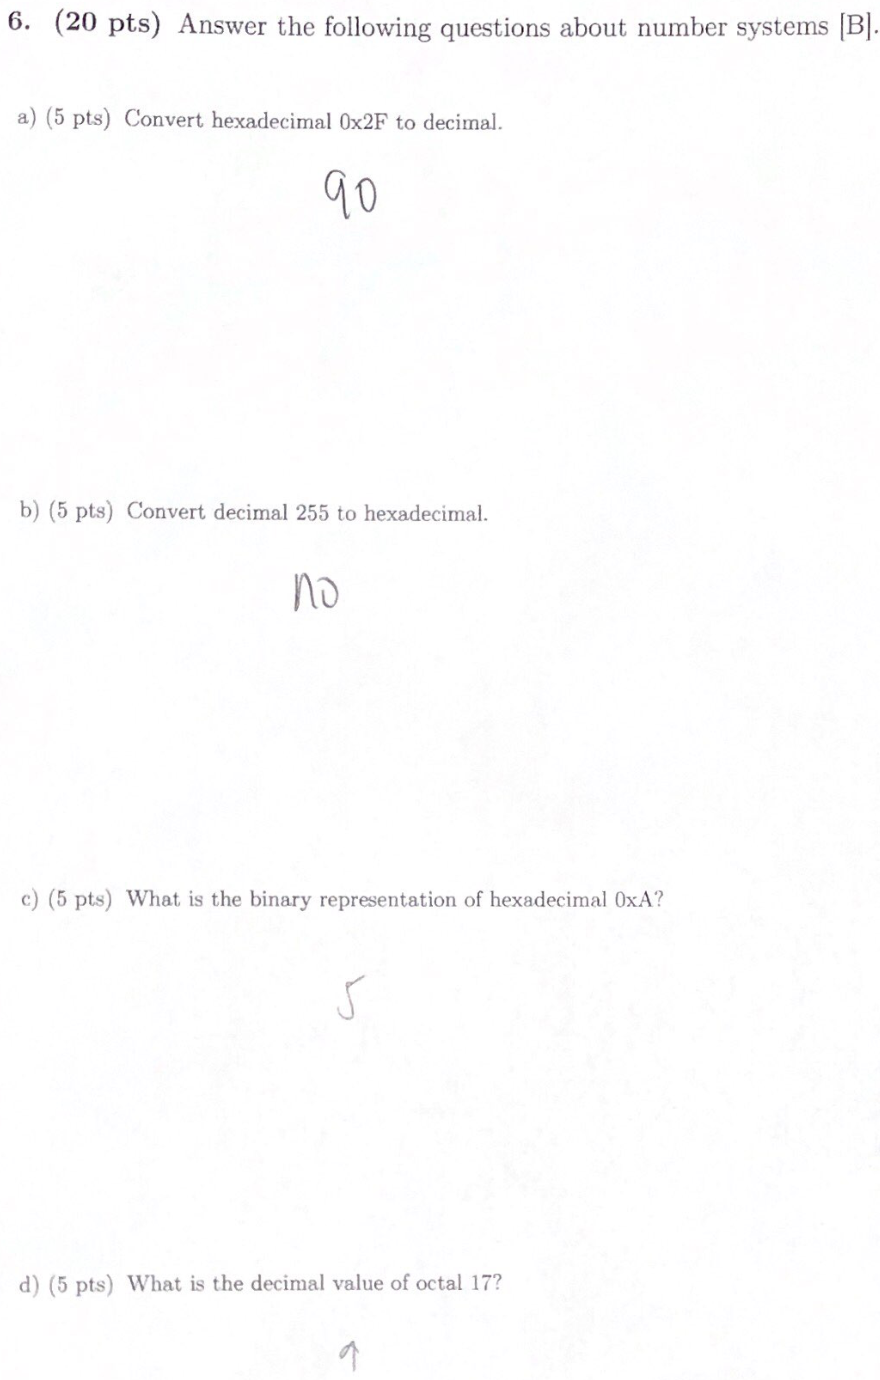 6. (20 pts) Answer the following questions about number systems [B].
a) (5 pts) Convert hexadecimal 0x2F to decimal.
90
b) (5 pts) Convert decimal 255 to hexadecimal.
no
c) (5 pts) What is the binary representation of hexadecimal 0xA?
5
d) (5 pts) What is the decimal value of octal 17?